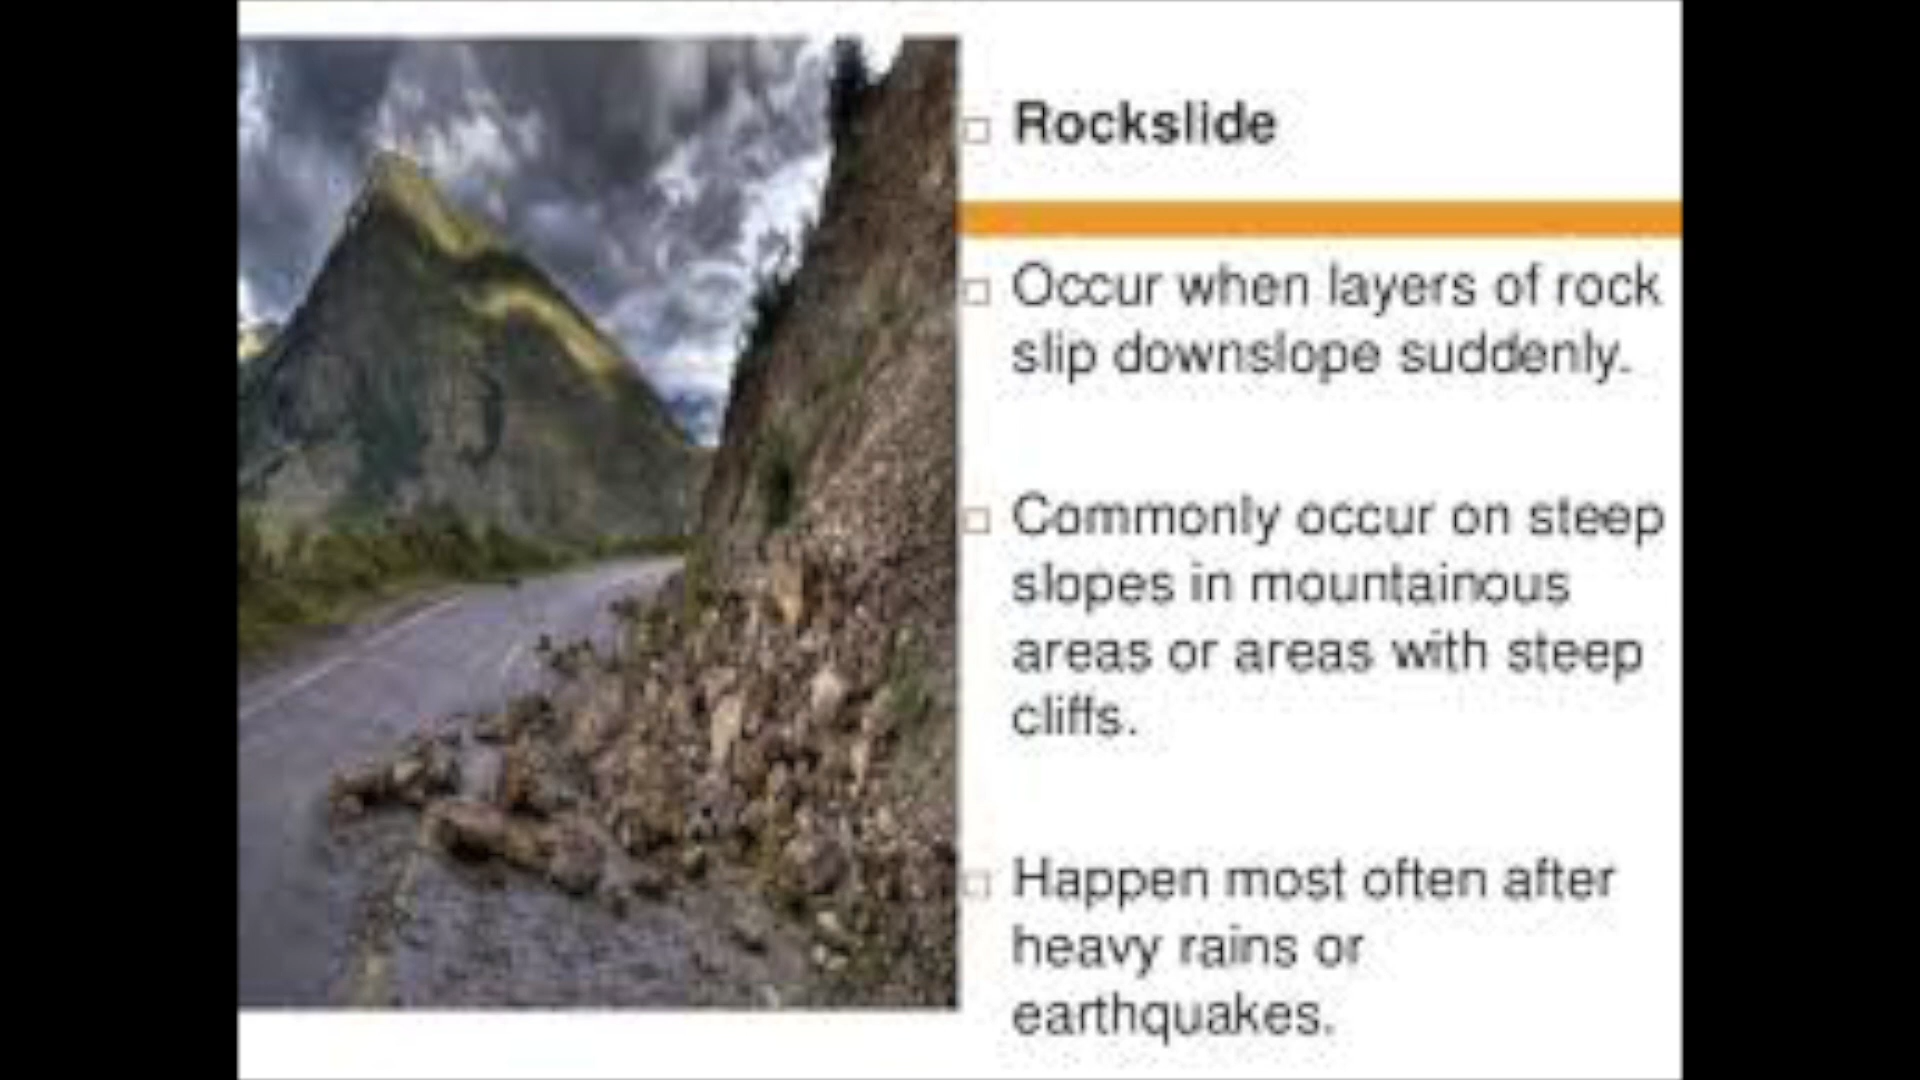 Rockslide
Occur when layers of rock
slip downslope suddenly.
Commonly occur on steep
slopes in mountainous
areas or areas with steep
cliffs.
Happen most often after
heavy rains or
earthquakes.